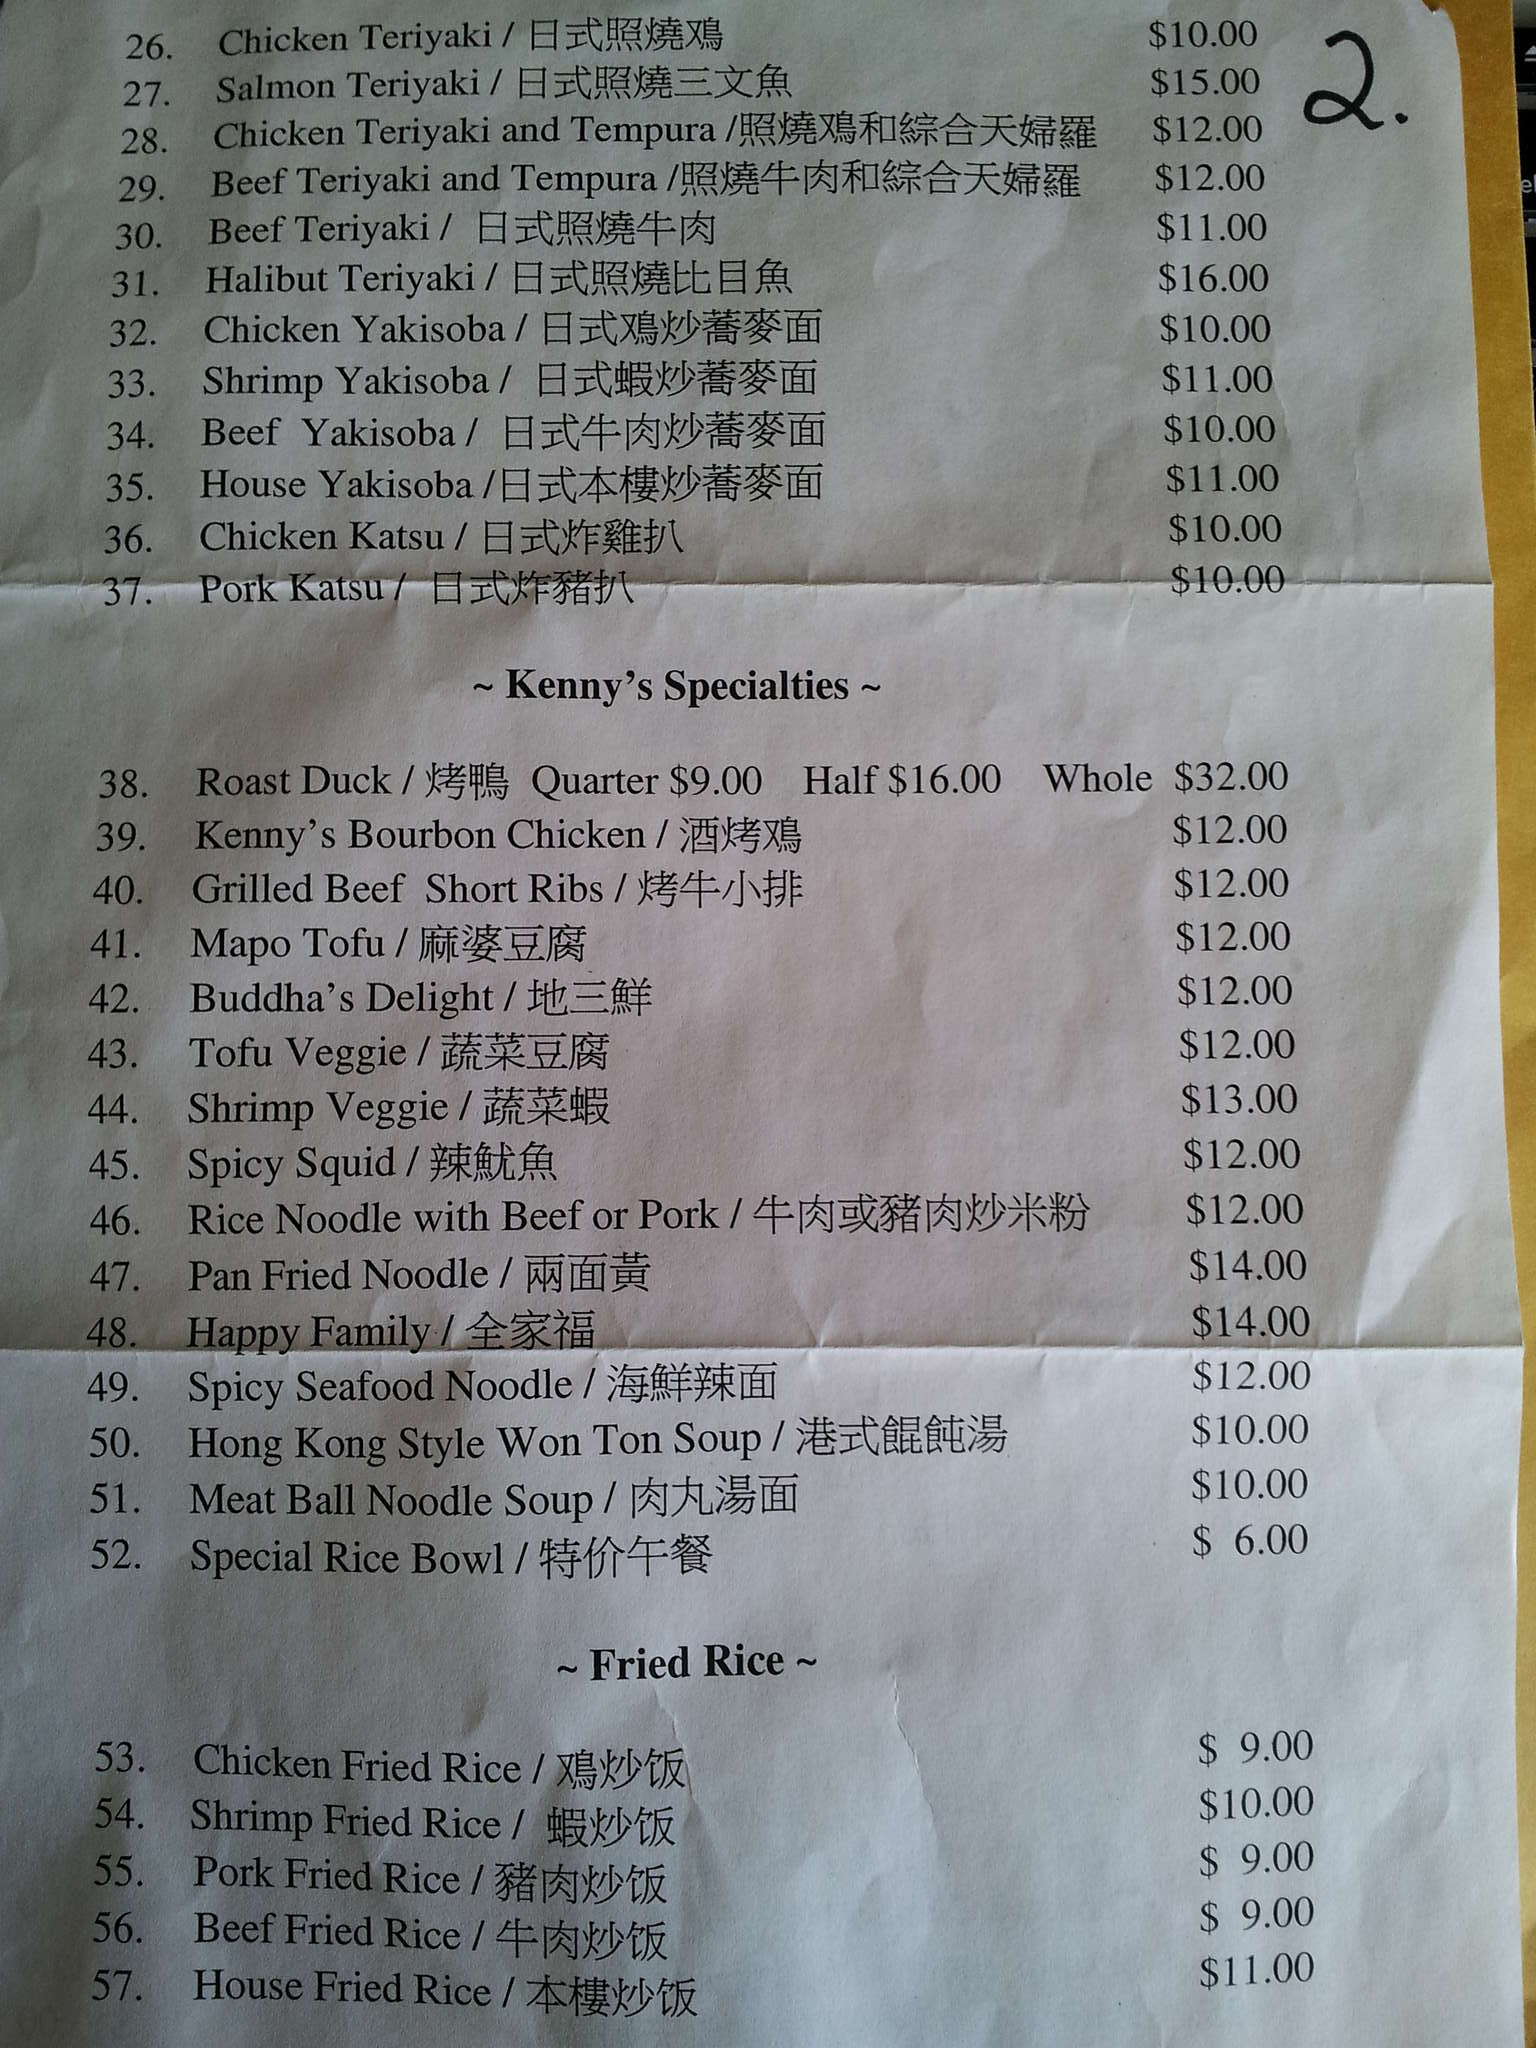 26. Chicken Teriyaki / 日式照燒鳮 $10.00
2.
27. Salmon Teriyaki / 日式照燒三文魚 $15.00
28. Chicken Teriyaki and Tempura /照燒鳮和綜合天婦羅 $12.00
29. Beef Teriyaki and Tempura /照燒牛肉和綜合天婦羅 $12.00
30. Beef Teriyaki / 日式照燒牛肉 $11.00
31. Halibut Teriyaki / 日式照燒比目魚 $16.00
32. Chicken Yakisoba / 日式鳮炒蕎麥面 $10.00
33. Shrimp Yakisoba / 日式蝦炒蕎麥面 $11.00
34. Beef Yakisoba / 日式牛肉炒蕎麥面 $10.00
35. House Yakisoba /日式本樓炒蕎麥面 $11.00
36. Chicken Katsu / 日式炸雞扒 $10.00
37. Pork Katsu / 日式炸豬扒 $10.00
~ Kenny's Specialties ~
38. Roast Duck / 烤鴨 Quarter $9.00 Half $16.00 Whole $32.00
39. Kenny's Bourbon Chicken / 酒烤鳮 $12.00
40. Grilled Beef Short Ribs / 烤牛小排 $12.00
41. Mapo Tofu / 麻婆豆腐 $12.00
42. Buddha's Delight / 地三鮮 $12.00
43. Tofu Veggie / 蔬菜豆腐 $12.00
44. Shrimp Veggie / 蔬菜蝦 $13.00
45. Spicy Squid / 辣魷魚 $12.00
46. Rice Noodle with Beef or Pork / 牛肉或豬肉炒米粉 $12.00
47. Pan Fried Noodle / 兩面黃 $14.00
48. Happy Family / 全家福 $14.00
49. Spicy Seafood Noodle / 海鮮辣面 $12.00
50. Hong Kong Style Won Ton Soup / 港式餛飩湯 $10.00
51. Meat Ball Noodle Soup / 肉丸湯面 $10.00
52. Special Rice Bowl / 特价午餐 $ 6.00
~ Fried Rice ~
53. Chicken Fried Rice / 鳮炒饭 $ 9.00
54. Shrimp Fried Rice / 蝦炒饭 $10.00
55. Pork Fried Rice / 豬肉炒饭 $ 9.00
56. Beef Fried Rice / 牛肉炒饭 $ 9.00
57. House Fried Rice / 本樓炒饭 $11.00